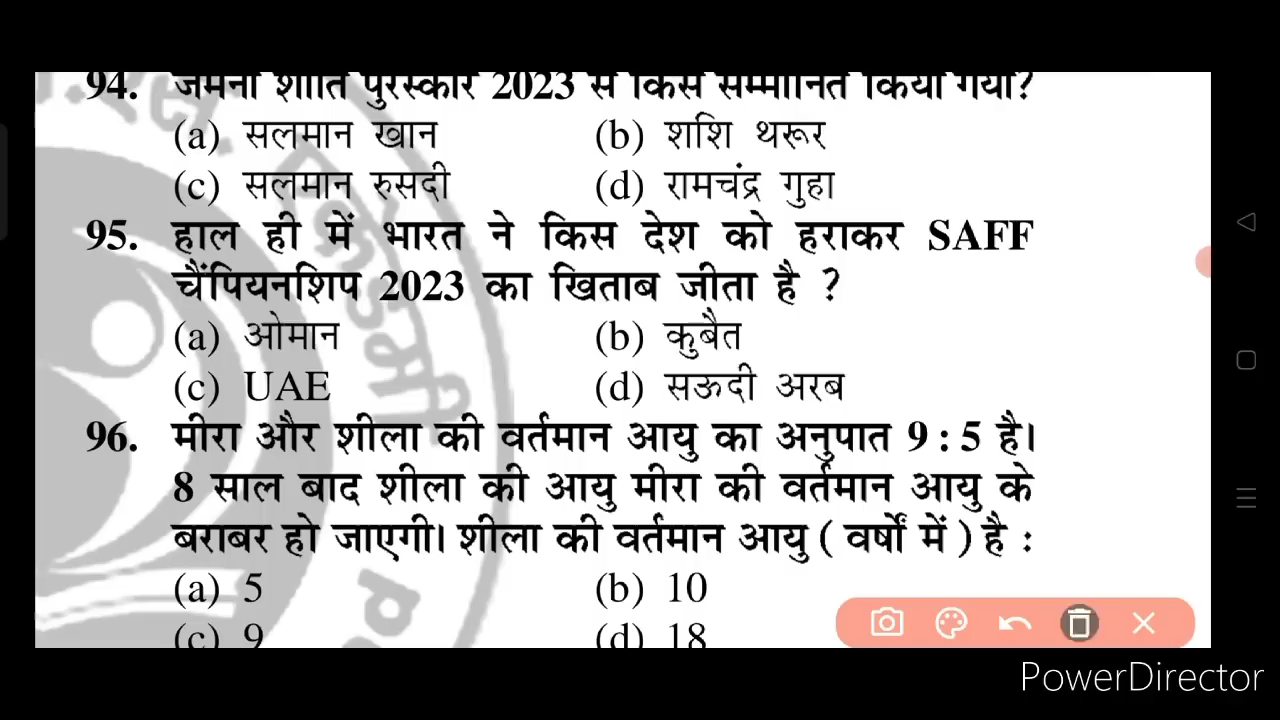 94. जर्मनी शांति पुरस्कार 2023 से किसे सम्मानित किया गया?
(a) सलमान खान (b) शशि थरूर
(c) सलमान रुसदी (d) रामचंद्र गुहा
95. हाल ही में भारत ने किस देश को हराकर SAFF
चैंपियनशिप 2023 का खिताब जीता है ?
(a) ओमान (b) कुबैत
(c) UAE (d) सऊदी अरब
96. मीरा और शीला की वर्तमान आयु का अनुपात 9 : 5 है।
8 साल बाद शीला की आयु मीरा की वर्तमान आयु के
बराबर हो जाएगी। शीला की वर्तमान आयु ( वर्षों में ) है :
(a) 5 (b) 10
(c) 9 (d) 18
PowerDirector